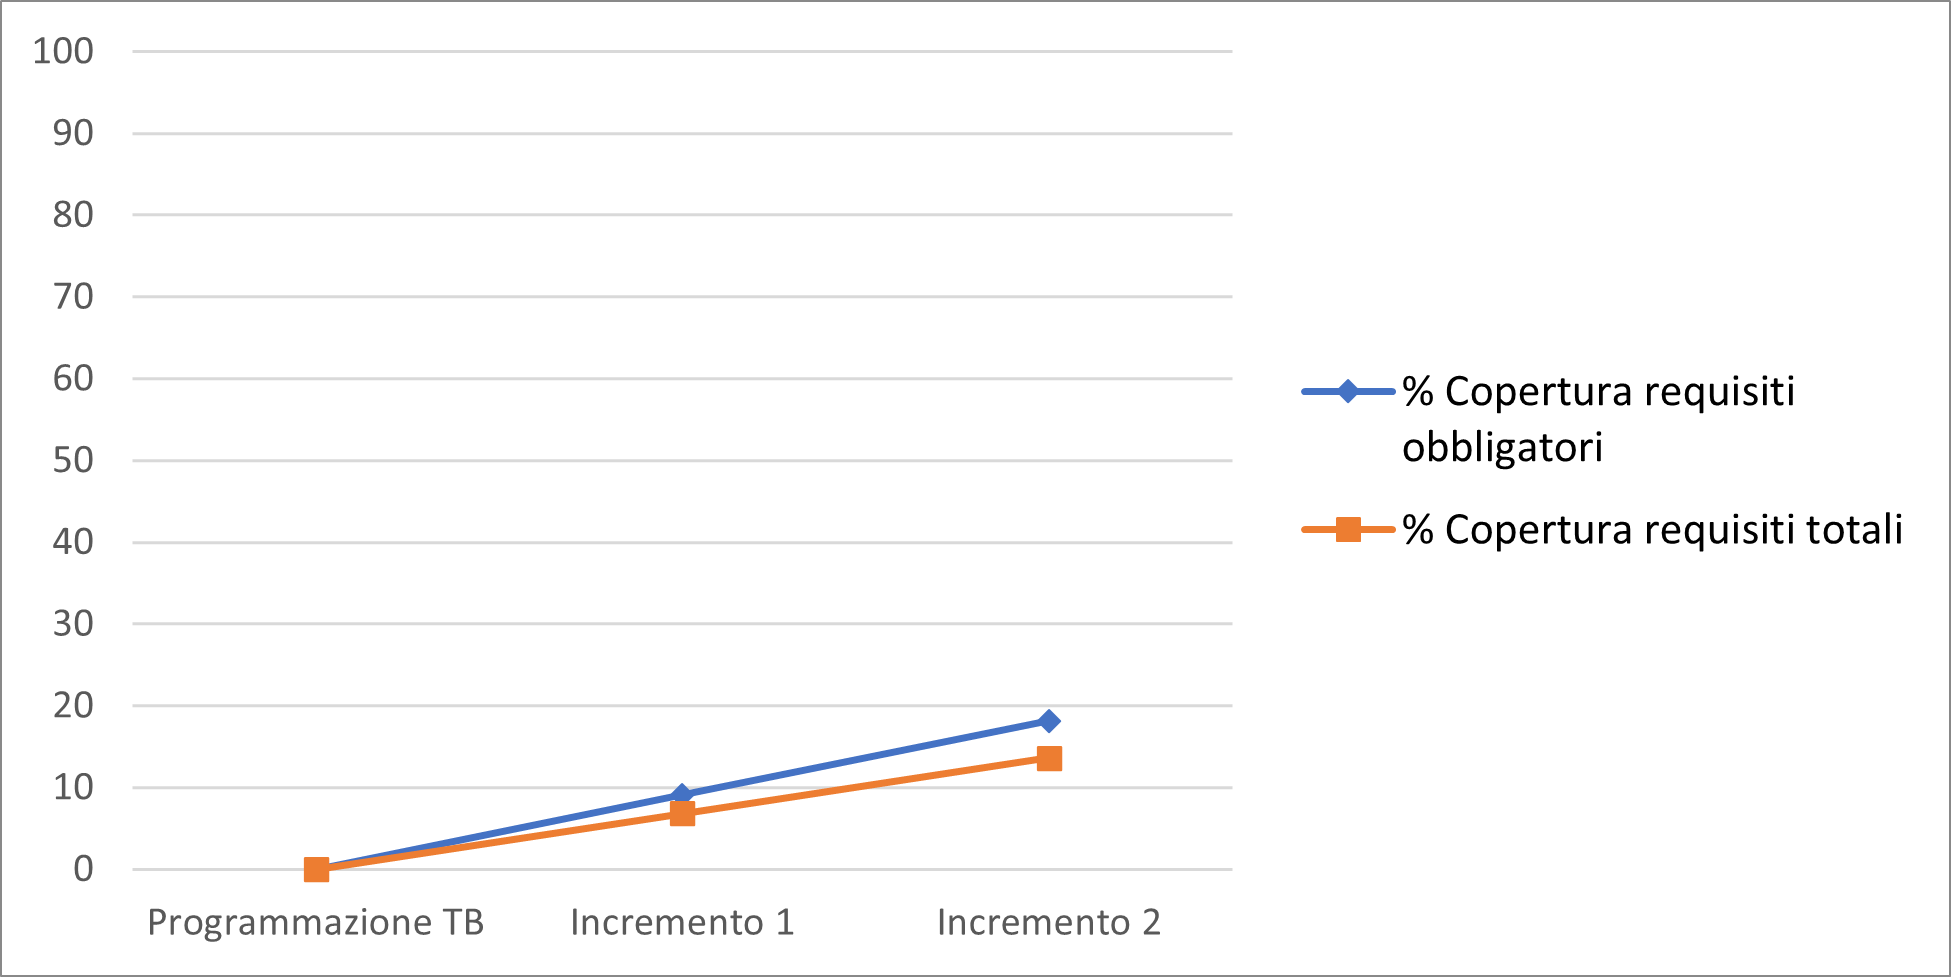 100
90
80
70
60
50
40
30
20
10
0
Programmazione TB
Incremento 1
Incremento 2
% Copertura requisiti
obbligatori
% Copertura requisiti totali